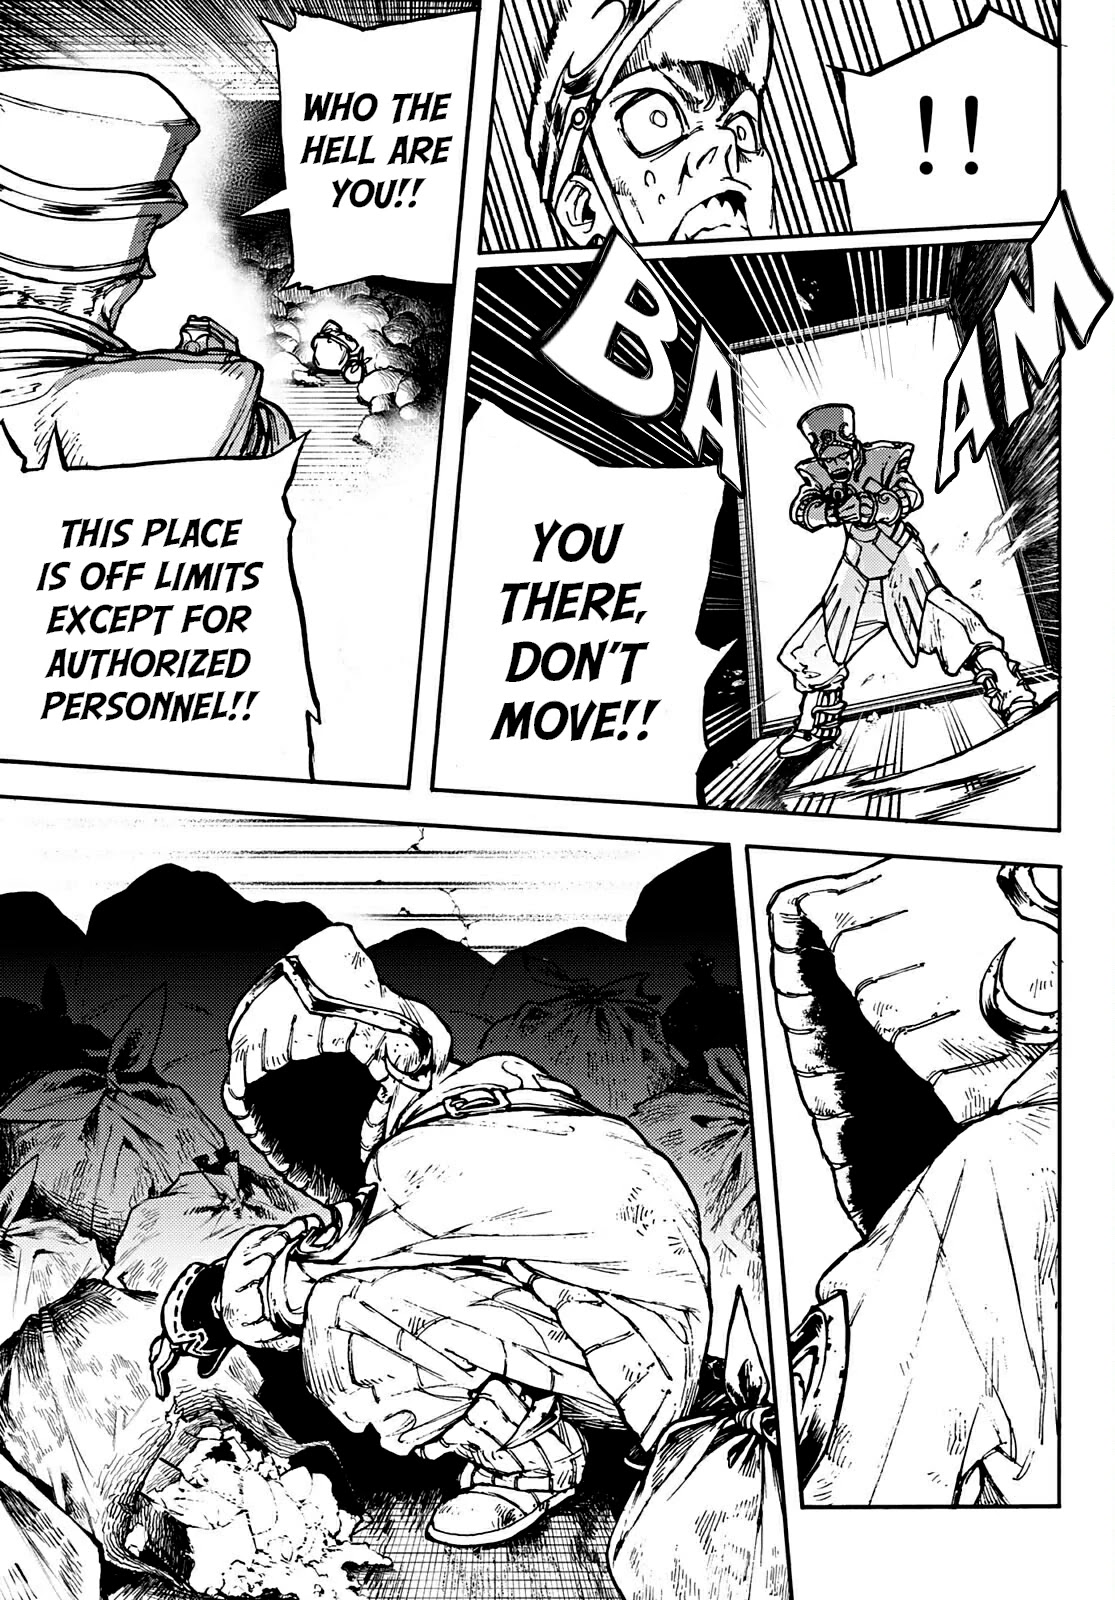 !!
BAM
YOU
THERE,
DON'T
MOVE!!
WHO THE
HELL ARE
YOU!!
THIS PLACE
IS OFF LIMITS
EXCEPT FOR
AUTHORIZED
PERSONNEL!!